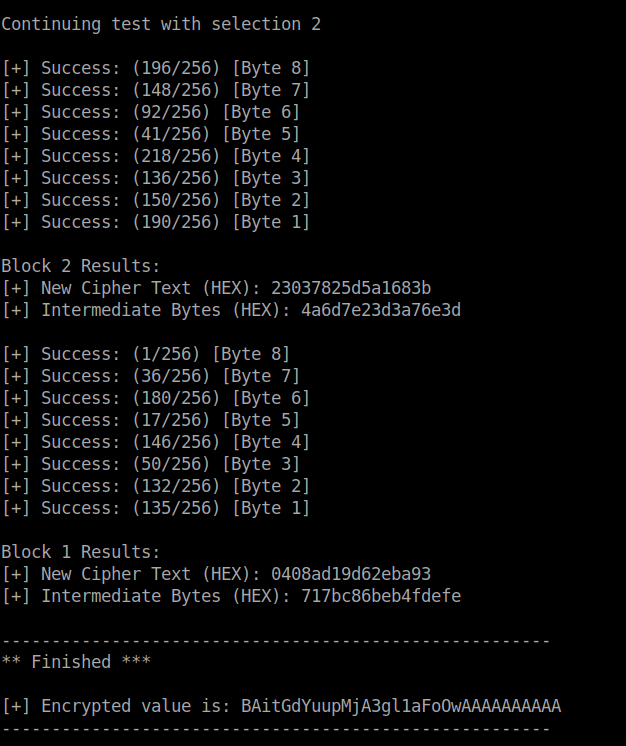 Continuing test with selection 2
[+] Success: (196/256) [Byte 8]
[+] Success: (148/256) [Byte 7]
[+] Success: (92/256) [Byte 6]
[+] Success: (41/256) [Byte 5]
[+] Success: (218/256) [Byte 4]
[+] Success: (136/256) [Byte 3]
[+] Success: (150/256) [Byte 2]
[+] Success: (190/256) [Byte 1]
Block 2 Results:
[+] New Cipher Text (HEX): 23037825d5a1683b
[+] Intermediate Bytes (HEX): 4a6d7e23d3a76e3d
[+] Success: (1/256) [Byte 8]
[+] Success: (36/256) [Byte 7]
[+] Success: (180/256) [Byte 6]
[+] Success: (17/256) [Byte 5]
[+] Success: (146/256) [Byte 4]
[+] Success: (50/256) [Byte 3]
[+] Success: (132/256) [Byte 2]
[+] Success: (135/256) [Byte 1]
Block 1 Results:
[+] New Cipher Text (HEX): 0408ad19d62eba93
[+] Intermediate Bytes (HEX): 717bc86beb4fdefe
-------------------------------------------------------
** Finished ***
[+] Encrypted value is: BAitGdYuupMjA3gl1aFoOwAAAAAAAAAA
-------------------------------------------------------